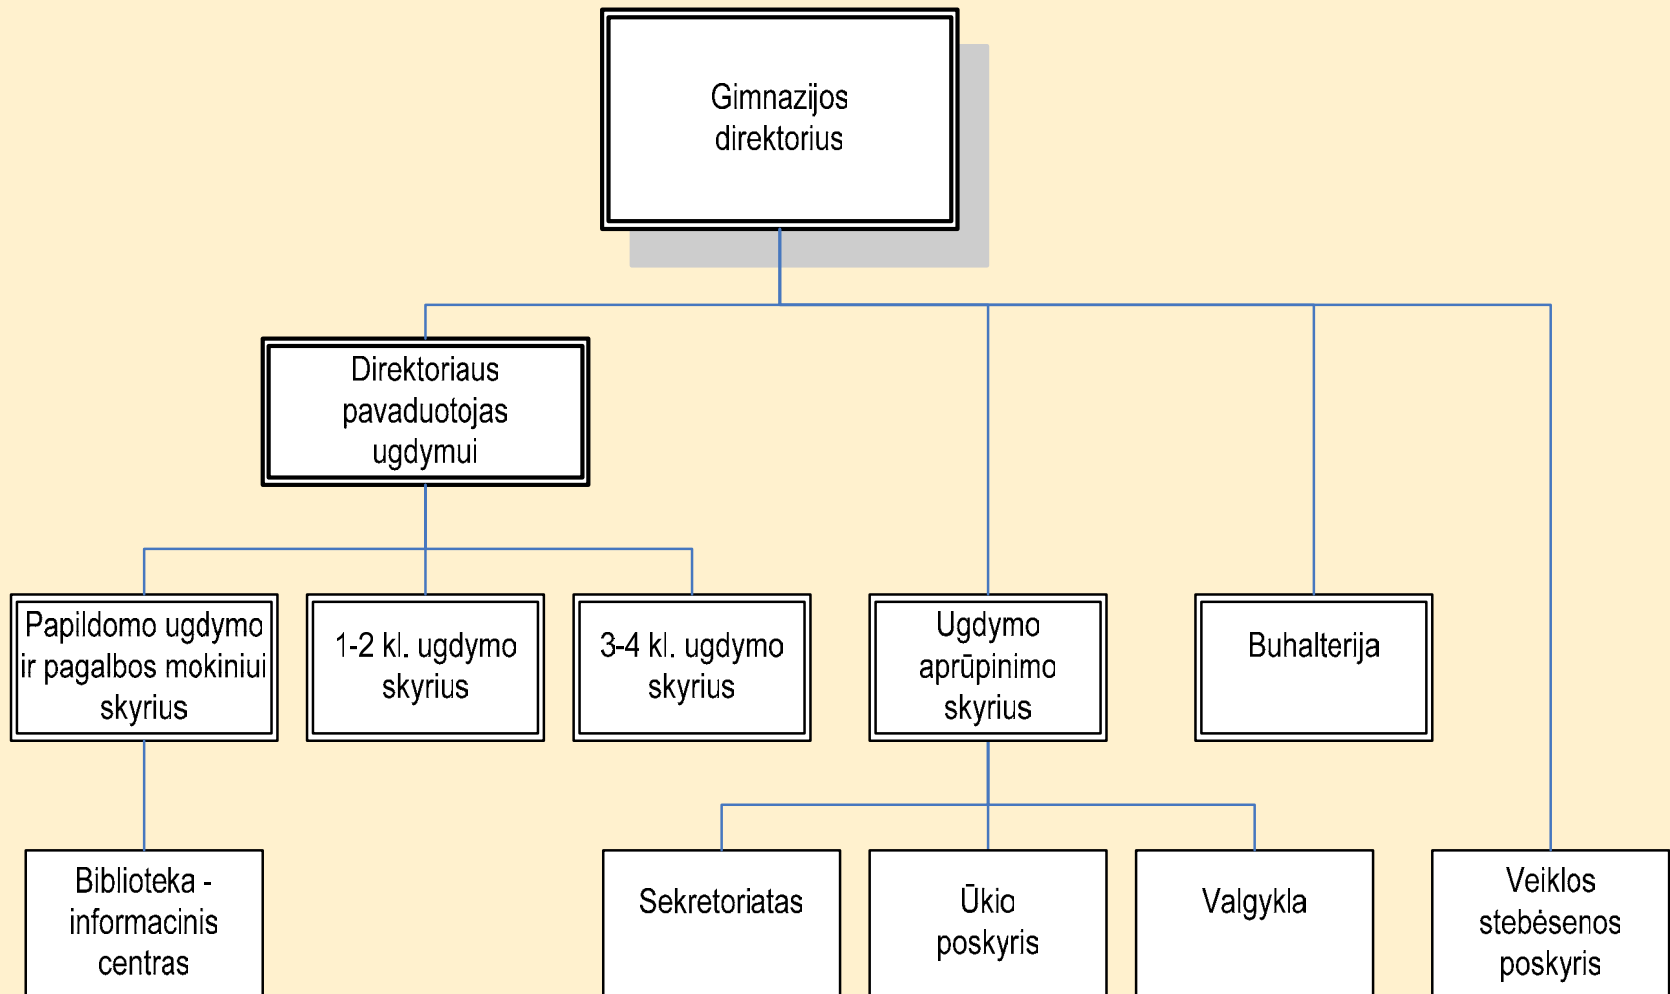 Gimnazijos
direktorius
Direktoriaus
pavaduotojas
ugdymui
Papildomo ugdymo
ir pagalbos mokiniui
skyrius
1-2 kl. ugdymo
skyrius
3-4 kl. ugdymo
skyrius
Ugdymo
aprūpinimo
skyrius
Buhalterija
Biblioteka -
informacinis
centras
Sekretoriatas
Ūkio
poskyris
Valgykla
Veiklos
stebėsenos
poskyris